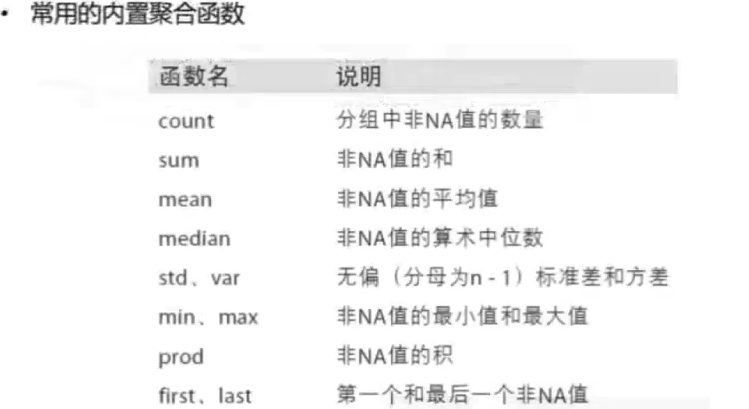 • 常用的内置聚合函数
函数名 说明
count 分组中非NA值的数量
sum 非NA值的和
mean 非NA值的平均值
median 非NA值的算术中位数
std、var 无偏（分母为n - 1）标准差和方差
min、max 非NA值的最小值和最大值
prod 非NA值的积
first、last 第一个和最后一个非NA值